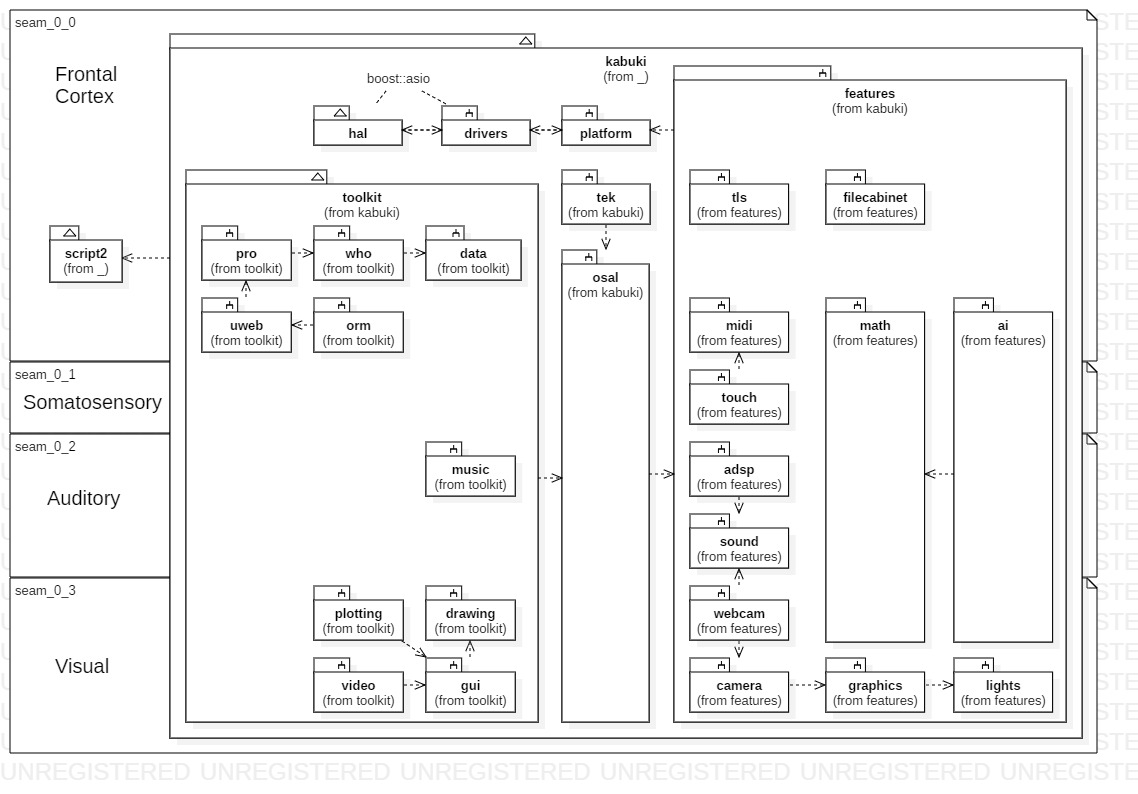 seam_0_0
Frontal
Cortex
kabuki
(from _)
boost::asio
features
(from kabuki)
hal
drivers
platform
toolkit
(from kabuki)
tek
(from kabuki)
tls
(from features)
filecabinet
(from features)
script2
(from _)
pro
(from toolkit)
who
(from toolkit)
data
(from toolkit)
osal
(from kabuki)
uweb
(from toolkit)
orm
(from toolkit)
midi
(from features)
math
(from features)
ai
(from features)
seam_0_1
Somatosensory
touch
(from features)
seam_0_2
Auditory
music
(from toolkit)
adsp
(from features)
sound
(from features)
seam_0_3
Visual
plotting
(from toolkit)
drawing
(from toolkit)
webcam
(from features)
video
(from toolkit)
gui
(from toolkit)
camera
(from features)
graphics
(from features)
lights
(from features)
UNREGISTERED UNREGISTERED UNREGISTERED UNREGISTERED UNREGISTERED UNREGISTE